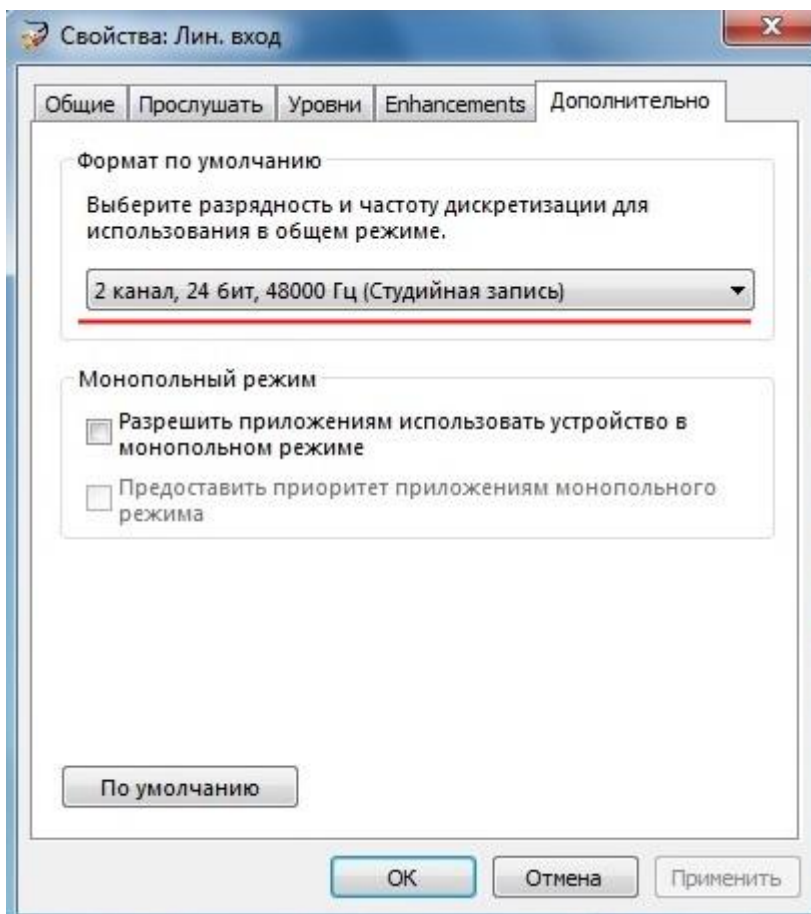 Свойства: Лин. вход
Общие
Прослушать
Уровни
Enhancements
Дополнительно
Формат по умолчанию
Выберите разрядность и частоту дискретизации для
использования в общем режиме.
2 канал, 24 бит, 48000 Гц (Студийная запись)
Монопольный режим
Разрешить приложениям использовать устройство в
монопольном режиме
Предоставить приоритет приложениям монопольного
режима
По умолчанию
ОК
Отмена
Применить